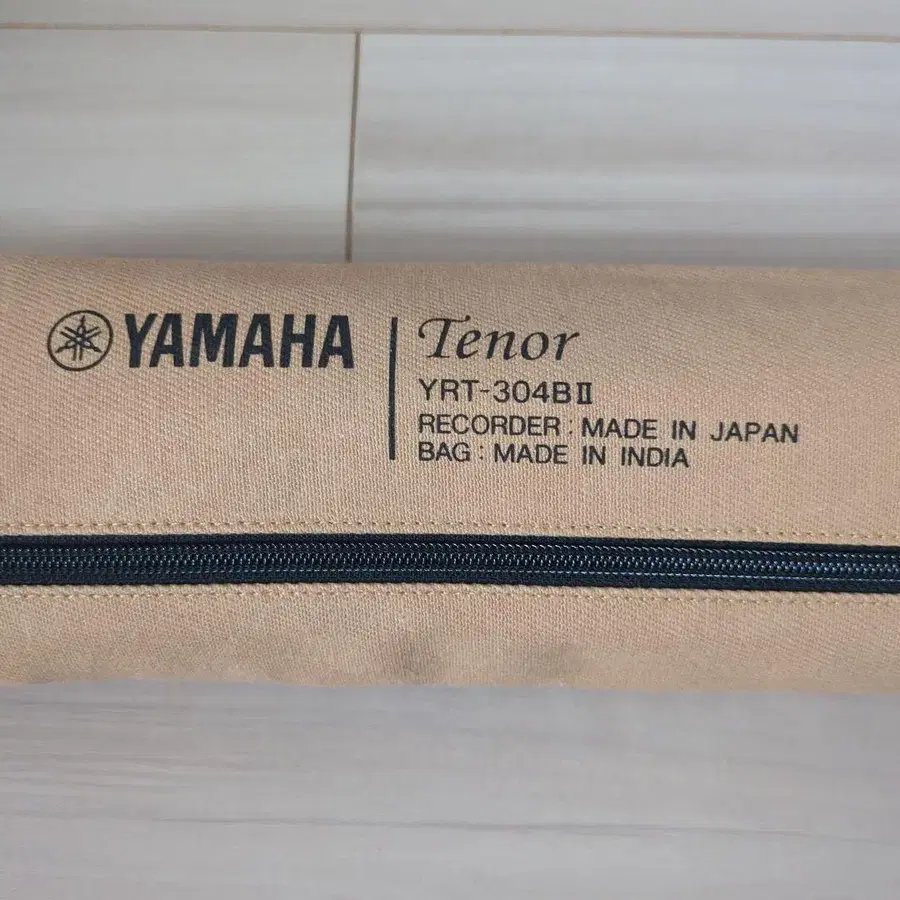 YAMAHA
Tenor
YRT-304BⅡ
RECORDER : MADE IN JAPAN
BAG : MADE IN INDIA